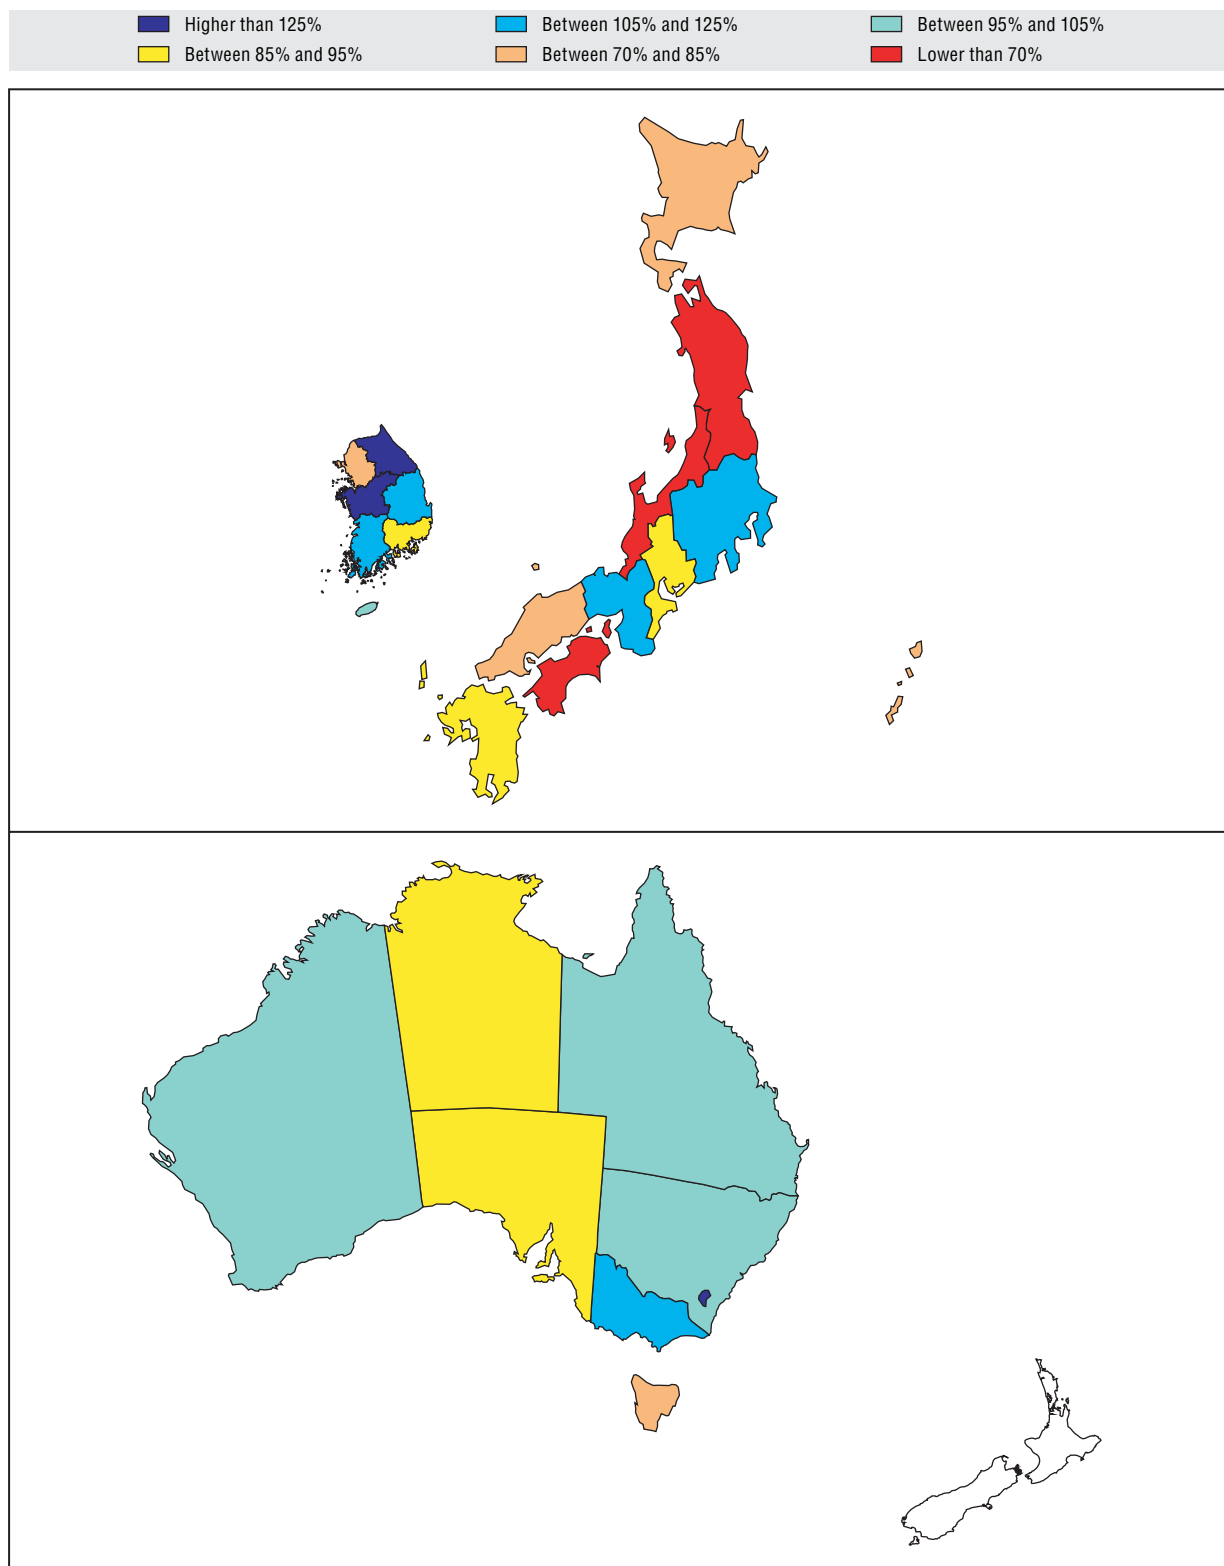 Higher than 125%
Between 105% and 125%
Between 95% and 105%
Between 85% and 95%
Between 70% and 85%
Lower than 70%